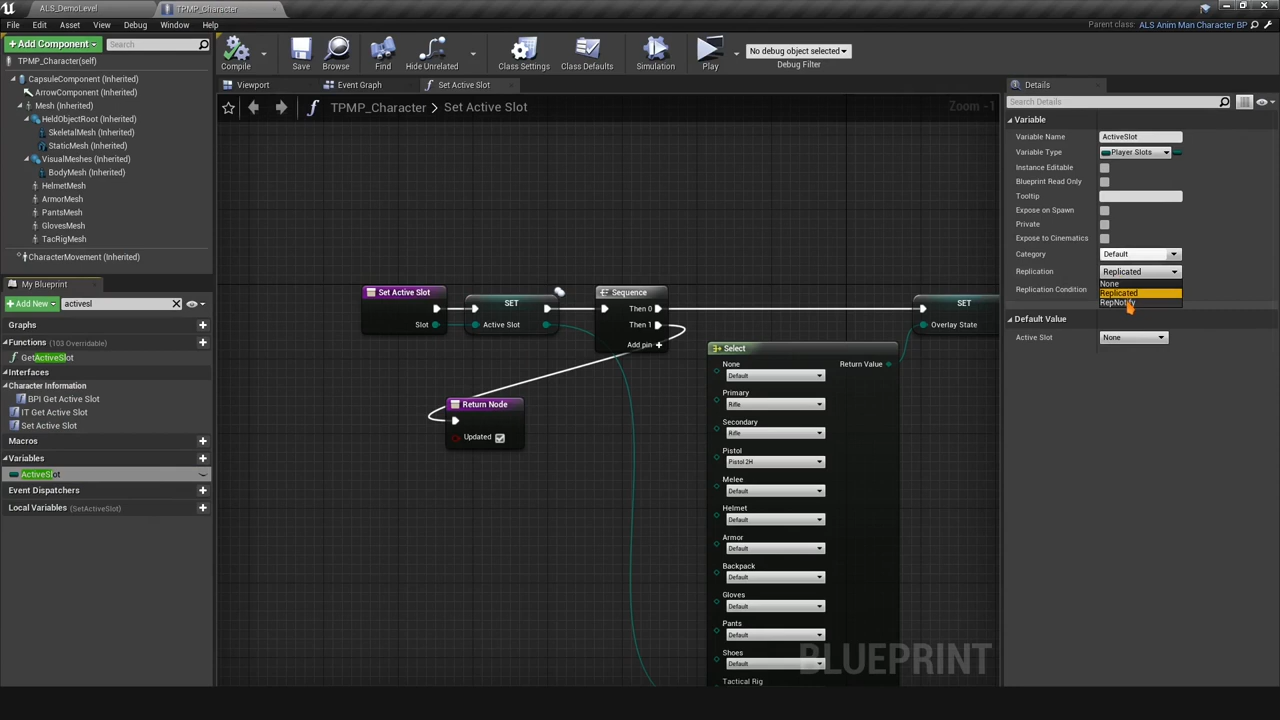 ALS_DemoLevel
TPMP_Character
File Edit Asset View Debug Window Help
Parent class: ALS Anim Man Character BP
+Add Component
Search
TPMP_Character(self)
CapsuleComponent (Inherited)
ArrowComponent (Inherited)
Mesh (Inherited)
HeldObjectRoot (Inherited)
SkeletalMesh (Inherited)
StaticMesh (Inherited)
VisualMeshes (Inherited)
BodyMesh (Inherited)
HelmetMesh
ArmorMesh
PantsMesh
GlovesMesh
TacRigMesh
CharacterMovement (Inherited)
My Blueprint
+Add New
activesl
Graphs
Functions (103 Overridable)
GetActiveSlot
Interfaces
Character Information
BPI Get Active Slot
IT Get Active Slot
Set Active Slot
Macros
Variables
ActiveSlot
Event Dispatchers
Local Variables (SetActiveSlot)
Compile
Save
Browse
Find
Hide Unrelated
Class Settings
Class Defaults
Simulation
Play
No debug object selected
Debug Filter
Viewport
Event Graph
Set Active Slot
TPMP_Character > Set Active Slot
Zoom -1
Set Active Slot
Slot
SET
Active Slot
Sequence
Then 0
Then 1
Add pin +
Return Node
Updated
Select
None
Default
Return Value
Primary
Rifle
Secondary
Rifle
Pistol
Pistol 2H
Melee
Default
Helmet
Default
Armor
Default
Backpack
Default
Gloves
Default
Pants
Default
Shoes
Default
Tactical Rig
SET
Overlay State
BLUEPRINT
Details
Search Details
Variable
Variable Name
ActiveSlot
Variable Type
Player Slots
Instance Editable
Blueprint Read Only
Tooltip
Expose on Spawn
Private
Expose to Cinematics
Category
Default
Replication
Replicated
None
Replicated
RepNotify
Replication Condition
Default Value
Active Slot
None